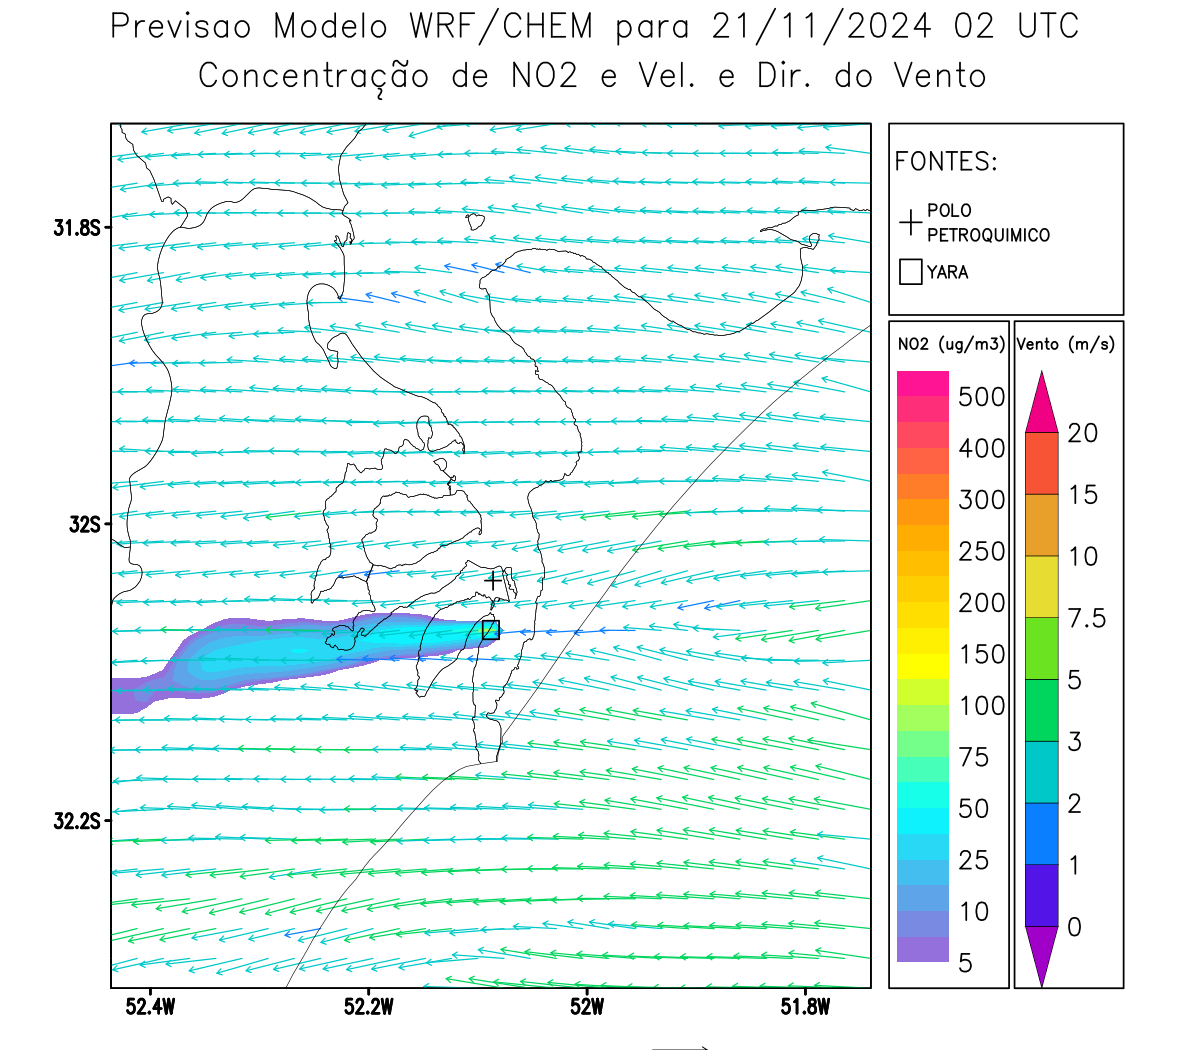 Previsao Modelo WRF/CHEM para 21/11/2024 02 UTC
Concentração de NO2 e Vel. e Dir. do Vento
FONTES:
POLO
PETROQUIMICO
YARA
NO2 (ug/m3)
500
400
300
250
200
150
100
75
50
25
10
5
Vento (m/s)
20
15
10
7.5
5
3
2
1
0
31.8S
32S
32.2S
52.4W
52.2W
52W
51.8W